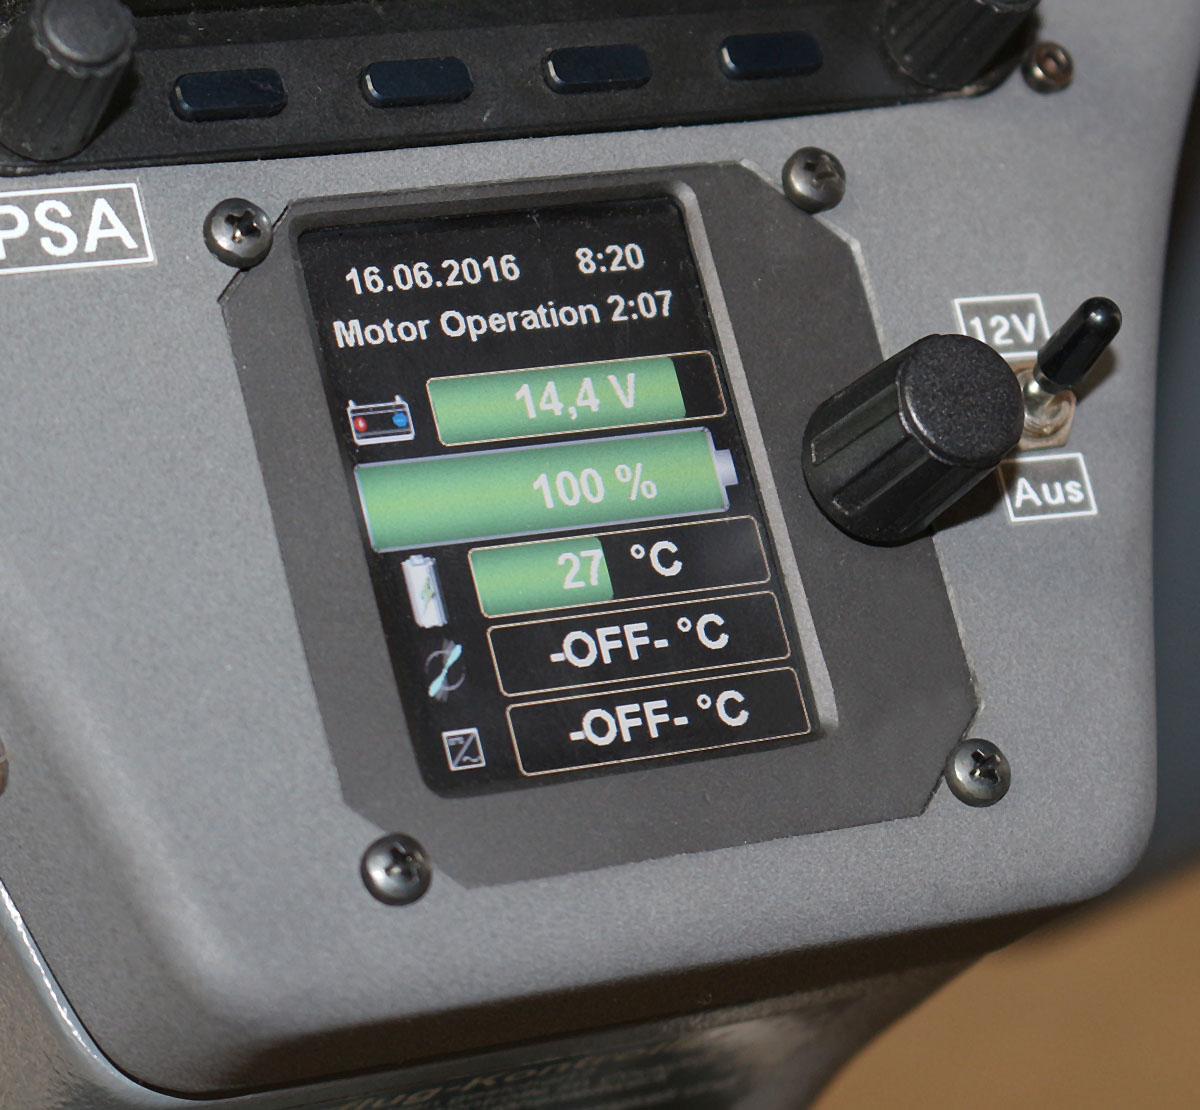 PSA
16.06.2016 8:20
Motor Operation 2:07
14,4 V
100 %
27 °C
-OFF- °C
-OFF- °C
12V
Aus